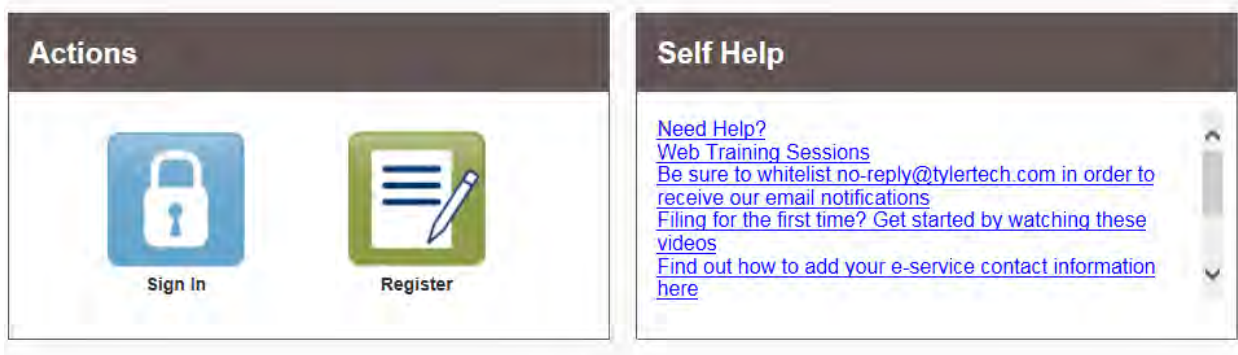 Actions
Sign In
Register
Self Help
Need Help?
Web Training Sessions
Be sure to whitelist no-reply@tylertech.com in order to
receive our email notifications
Filing for the first time? Get started by watching these
videos
Find out how to add your e-service contact information
here